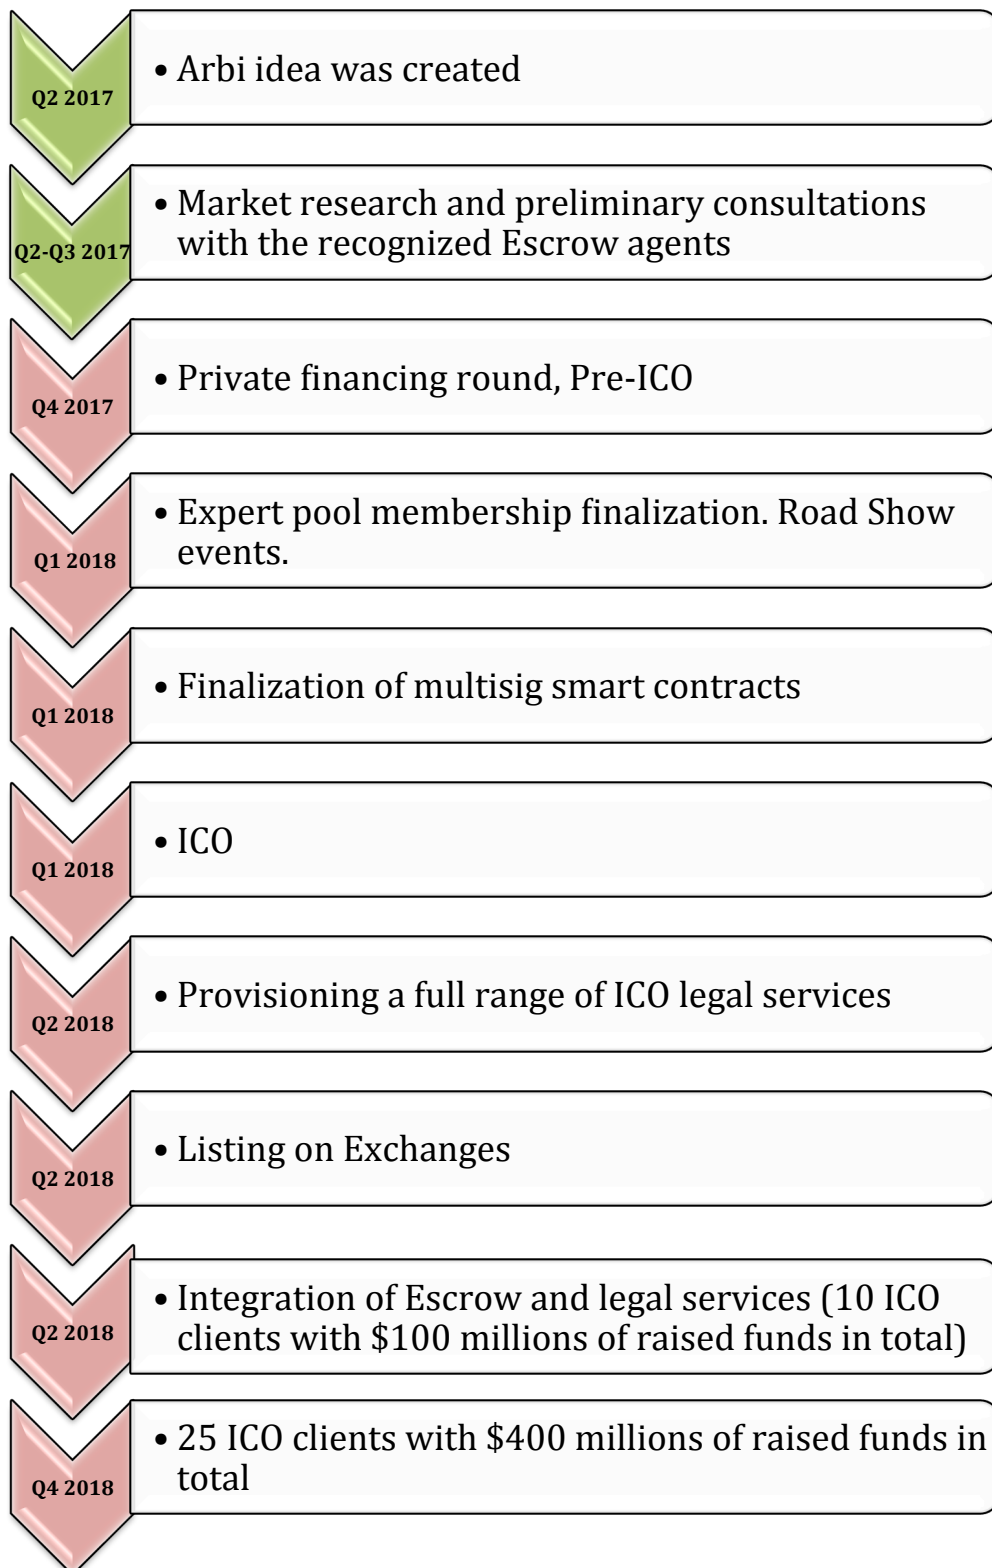 Q2 2017
• Arbi idea was created
Q2-Q3 2017
• Market research and preliminary consultations
with the recognized Escrow agents
Q4 2017
• Private financing round, Pre-ICO
Q1 2018
• Expert pool membership finalization. Road Show
events.
Q1 2018
• Finalization of multisig smart contracts
Q1 2018
• ICO
Q2 2018
• Provisioning a full range of ICO legal services
Q2 2018
• Listing on Exchanges
Q2 2018
• Integration of Escrow and legal services (10 ICO
clients with $100 millions of raised funds in total)
Q4 2018
• 25 ICO clients with $400 millions of raised funds in
total